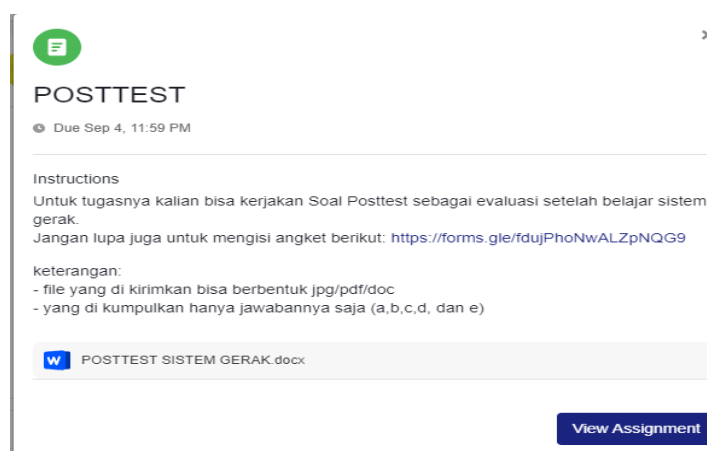 POSTTEST
Due Sep 4, 11:59 PM
Instructions
Untuk tugasnya kalian bisa kerjakan Soal Posttest sebagai evaluasi setelah belajar sistem
gerak.
Jangan lupa juga untuk mengisi angket berikut: https://forms.gle/fdujPhoNwALZpNQG9
keterangan:
- file yang di kirimkan bisa berbentuk jpg/pdf/doc
- yang di kumpulkan hanya jawabannya saja (a,b,c,d, dan e)
W POSTTEST SISTEM GERAK.docx
View Assignment